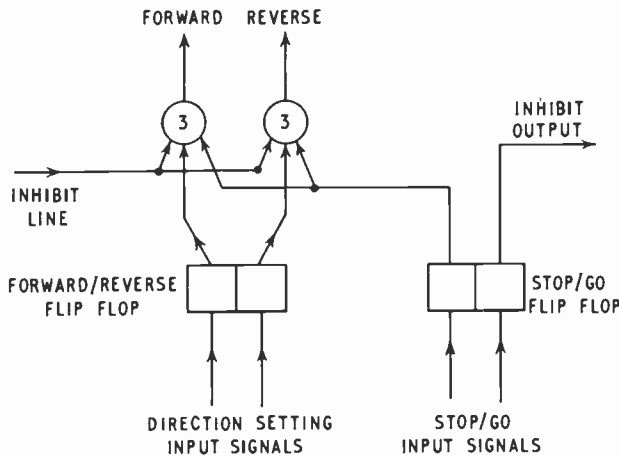 FORWARD REVERSE
3 3
INHIBIT
OUTPUT
INHIBIT
LINE
FORWARD/REVERSE
FLIP FLOP
STOP/GO
FLIP FLOP
DIRECTION SETTING
INPUT SIGNALS
STOP/GO
INPUT SIGNALS